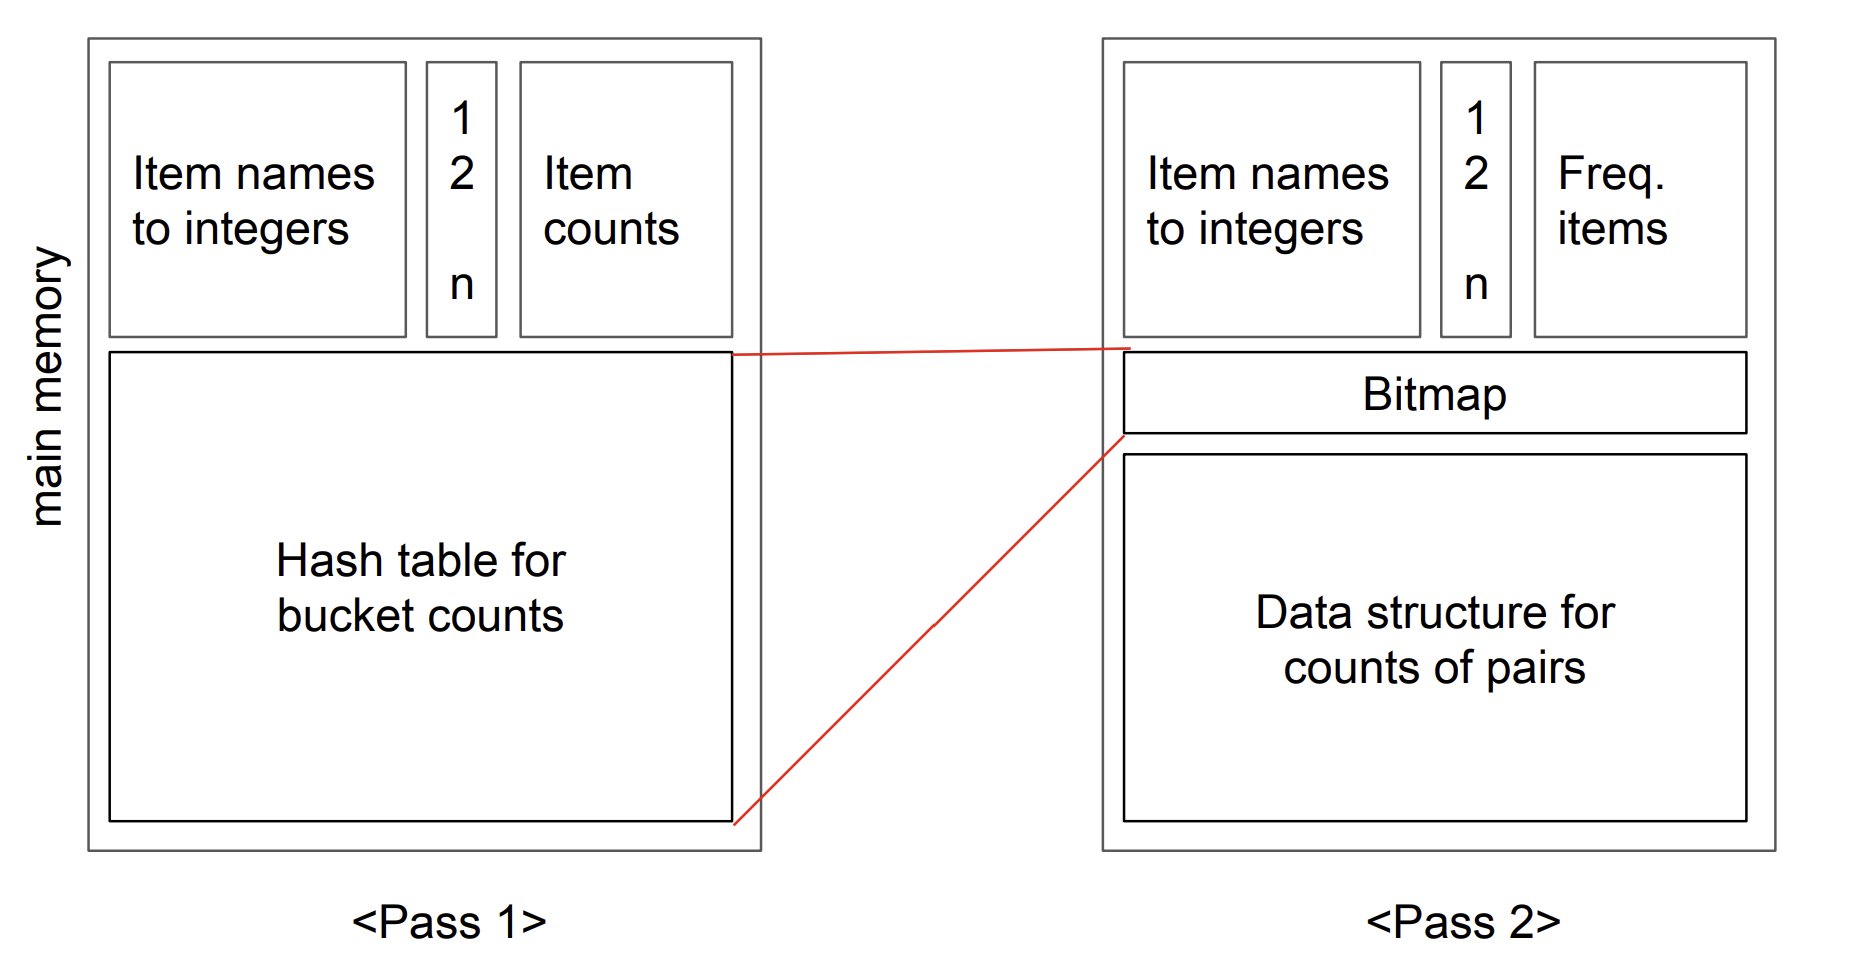 main memory
Item names
to integers
1
2
n
Item
counts
Hash table for
bucket counts
<Pass 1>
Item names
to integers
1
2
n
Freq.
items
Bitmap
Data structure for
counts of pairs
<Pass 2>